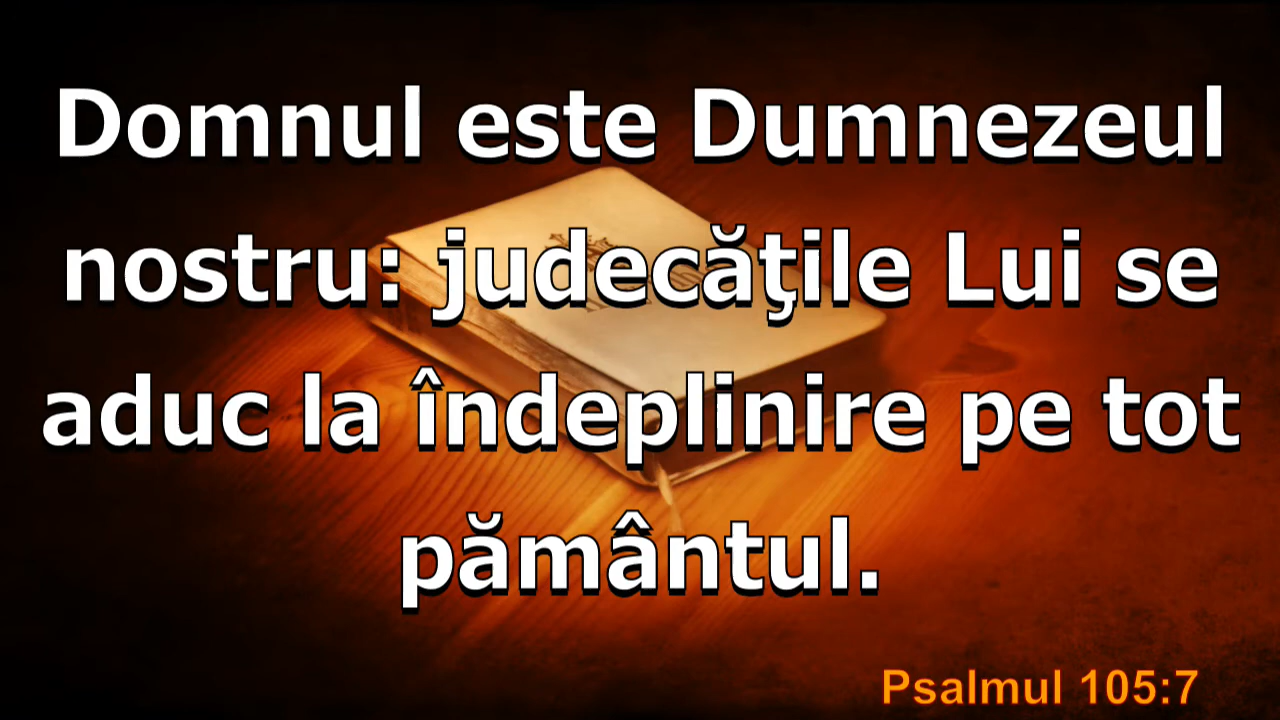 Domnul este Dumnezeul
nostru: judecăţile Lui se
aduc la îndeplinire pe tot
pământul.
Psalmul 105:7